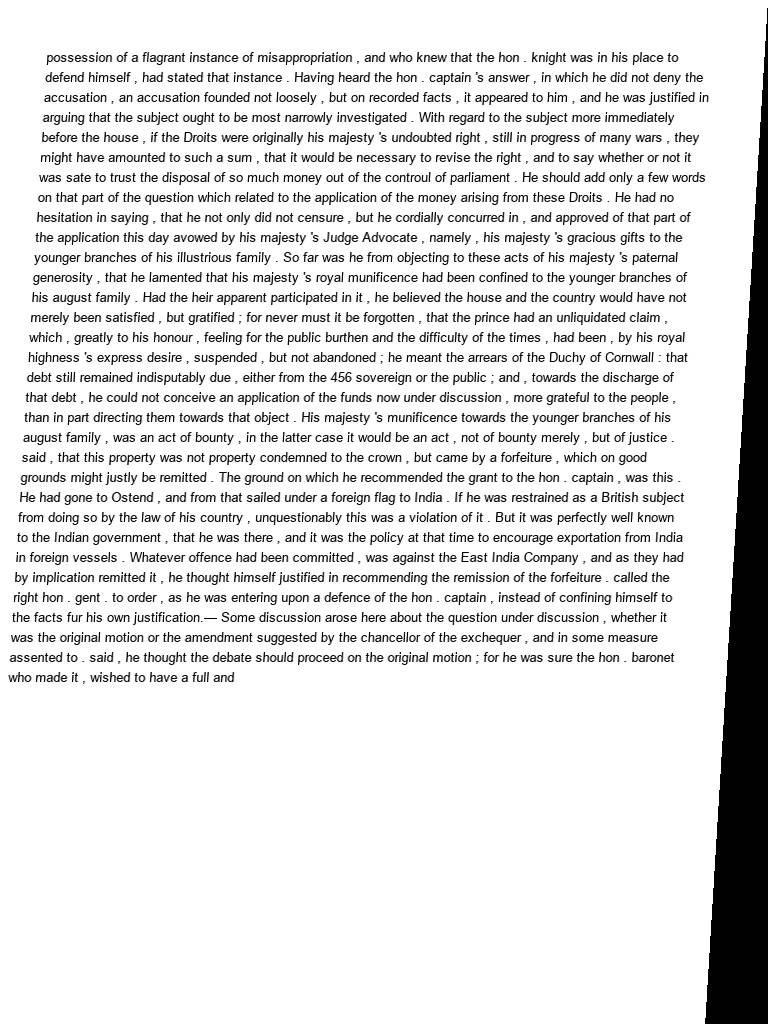 possession of a flagrant instance of misappropriation , and who knew that the hon . knight was in his place to
defend himself , had stated that instance . Having heard the hon . captain 's answer , in which he did not deny the
accusation , an accusation founded not loosely , but on recorded facts , it appeared to him , and he was justified in
arguing that the subject ought to be most narrowly investigated . With regard to the subject more immediately
before the house , if the Droits were originally his majesty 's undoubted right , still in progress of many wars , they
might have amounted to such a sum , that it would be necessary to revise the right , and to say whether or not it
was sate to trust the disposal of so much money out of the controul of parliament . He should add only a few words
on that part of the question which related to the application of the money arising from these Droits . He had no
hesitation in saying , that he not only did not censure , but he cordially concurred in , and approved of that part of
the application this day avowed by his majesty 's Judge Advocate , namely , his majesty 's gracious gifts to the
younger branches of his illustrious family . So far was he from objecting to these acts of his majesty 's paternal
generosity , that he lamented that his majesty 's royal munificence had been confined to the younger branches of
his august family . Had the heir apparent participated in it , he believed the house and the country would have not
merely been satisfied , but gratified ; for never must it be forgotten , that the prince had an unliquidated claim ,
which , greatly to his honour , feeling for the public burthen and the difficulty of the times , had been , by his royal
highness 's express desire , suspended , but not abandoned ; he meant the arrears of the Duchy of Cornwall : that
debt still remained indisputably due , either from the 456 sovereign or the public ; and , towards the discharge of
that debt , he could not conceive an application of the funds now under discussion , more grateful to the people ,
than in part directing them towards that object . His majesty 's munificence towards the younger branches of his
august family , was an act of bounty , in the latter case it would be an act , not of bounty merely , but of justice .
said , that this property was not property condemned to the crown , but came by a forfeiture , which on good
grounds might justly be remitted . The ground on which he recommended the grant to the hon . captain , was this .
He had gone to Ostend , and from that sailed under a foreign flag to India . If he was restrained as a British subject
from doing so by the law of his country , unquestionably this was a violation of it . But it was perfectly well known
to the Indian government , that he was there , and it was the policy at that time to encourage exportation from India
in foreign vessels . Whatever offence had been committed , was against the East India Company , and as they had
by implication remitted it , he thought himself justified in recommending the remission of the forfeiture . called the
right hon . gent . to order , as he was entering upon a defence of the hon . captain , instead of confining himself to
the facts fur his own justification.— Some discussion arose here about the question under discussion , whether it
was the original motion or the amendment suggested by the chancellor of the exchequer , and in some measure
assented to . said , he thought the debate should proceed on the original motion ; for he was sure the hon . baronet
who made it , wished to have a full and